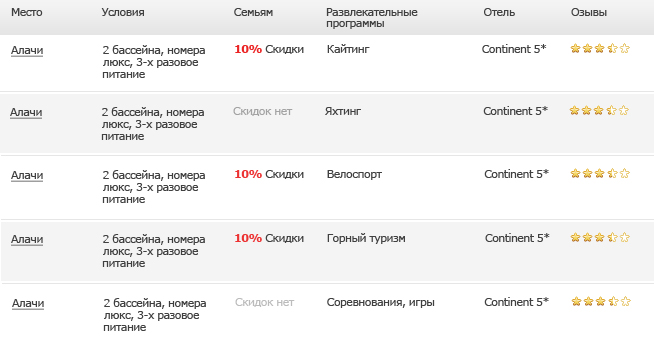 Место Условия Семьям Развлекательные программы Отель Отзывы
Алачи 2 бассейна, номера 10% Скидки Кайтинг Continent 5*
люкс, 3-х разовое
питание
Алачи 2 бассейна, номера Скидок нет Яхтинг Continent 5*
люкс, 3-х разовое
питание
Алачи 2 бассейна, номера 10% Скидки Велоспорт Continent 5*
люкс, 3-х разовое
питание
Алачи 2 бассейна, номера 10% Скидки Горный туризм Continent 5*
люкс, 3-х разовое
питание
Алачи 2 бассейна, номера Скидок нет Соревнования, игры Continent 5*
люкс, 3-х разовое
питание